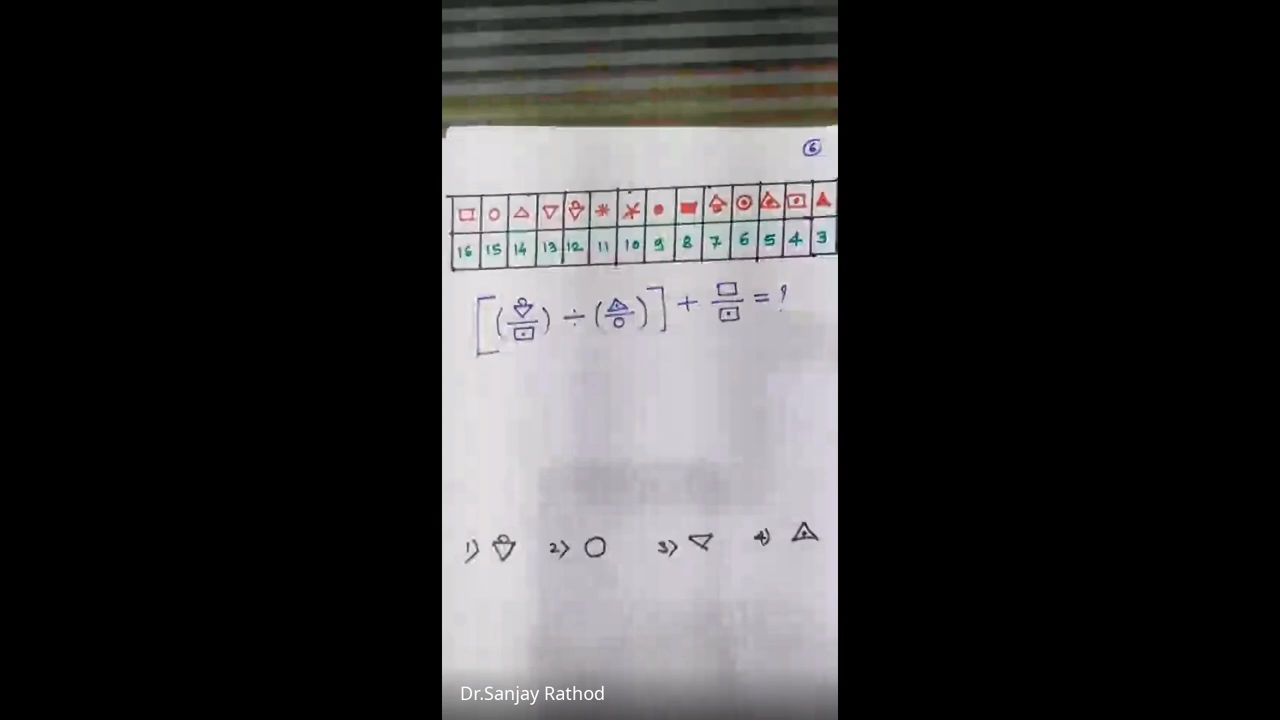 6
□ ○ △ ▽ * ● ■ ⊙ ⊡ ▲
16 15 14 13 12 11 10 9 8 7 6 5 4 3
[( / ⊡ ) ÷ ( ◬ / ○ )] + □ / ⊡ = ?
1) 2) ○ 3) ▽ 4) ◬
Dr.Sanjay Rathod